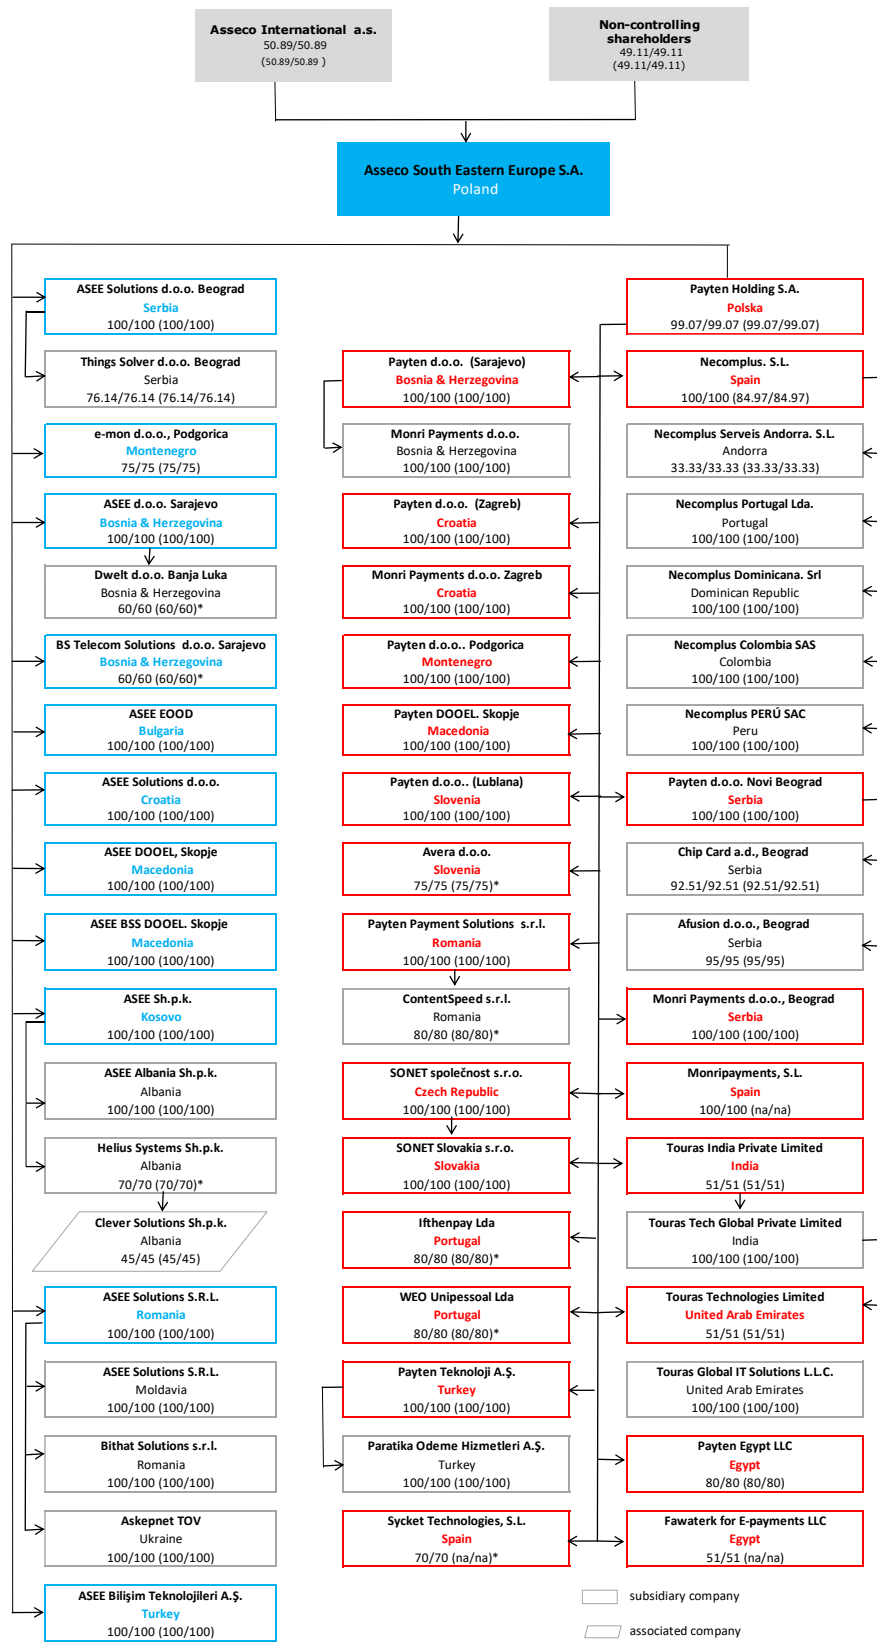 Asseco International a.s.
50.89/50.89
(50.89/50.89 )
Non-controlling
shareholders
49.11/49.11
(49.11/49.11)
Asseco South Eastern Europe S.A.
Poland
ASEE Solutions d.o.o. Beograd
Serbia
100/100 (100/100)
Things Solver d.o.o. Beograd
Serbia
76.14/76.14 (76.14/76.14)
e-mon d.o.o., Podgorica
Montenegro
75/75 (75/75)
ASEE d.o.o. Sarajevo
Bosnia & Herzegovina
100/100 (100/100)
Dwelt d.o.o. Banja Luka
Bosnia & Herzegovina
60/60 (60/60)*
BS Telecom Solutions d.o.o. Sarajevo
Bosnia & Herzegovina
60/60 (60/60)*
ASEE EOOD
Bulgaria
100/100 (100/100)
ASEE Solutions d.o.o.
Croatia
100/100 (100/100)
ASEE DOOEL, Skopje
Macedonia
100/100 (100/100)
ASEE BSS DOOEL. Skopje
Macedonia
100/100 (100/100)
ASEE Sh.p.k.
Kosovo
100/100 (100/100)
ASEE Albania Sh.p.k.
Albania
100/100 (100/100)
Helius Systems Sh.p.k.
Albania
70/70 (70/70)*
Clever Solutions Sh.p.k.
Albania
45/45 (45/45)
ASEE Solutions S.R.L.
Romania
100/100 (100/100)
ASEE Solutions S.R.L.
Moldavia
100/100 (100/100)
Bithat Solutions s.r.l.
Romania
100/100 (100/100)
Askepnet TOV
Ukraine
100/100 (100/100)
ASEE Bilişim Teknolojileri A.Ş.
Turkey
100/100 (100/100)
Payten d.o.o. (Sarajevo)
Bosnia & Herzegovina
100/100 (100/100)
Monri Payments d.o.o.
Bosnia & Herzegovina
100/100 (100/100)
Payten d.o.o. (Zagreb)
Croatia
100/100 (100/100)
Monri Payments d.o.o. Zagreb
Croatia
100/100 (100/100)
Payten d.o.o.. Podgorica
Montenegro
100/100 (100/100)
Payten DOOEL. Skopje
Macedonia
100/100 (100/100)
Payten d.o.o.. (Lublana)
Slovenia
100/100 (100/100)
Avera d.o.o.
Slovenia
75/75 (75/75)*
Payten Payment Solutions s.r.l.
Romania
100/100 (100/100)
ContentSpeed s.r.l.
Romania
80/80 (80/80)*
SONET společnost s.r.o.
Czech Republic
100/100 (100/100)
SONET Slovakia s.r.o.
Slovakia
100/100 (100/100)
Ifthenpay Lda
Portugal
80/80 (80/80)*
WEO Unipessoal Lda
Portugal
80/80 (80/80)*
Payten Teknoloji A.Ş.
Turkey
100/100 (100/100)
Paratika Odeme Hizmetleri A.Ş.
Turkey
100/100 (100/100)
Sycket Technologies, S.L.
Spain
70/70 (na/na)*
Payten Holding S.A.
Polska
99.07/99.07 (99.07/99.07)
Necomplus. S.L.
Spain
100/100 (84.97/84.97)
Necomplus Serveis Andorra. S.L.
Andorra
33.33/33.33 (33.33/33.33)
Necomplus Portugal Lda.
Portugal
100/100 (100/100)
Necomplus Dominicana. Srl
Dominican Republic
100/100 (100/100)
Necomplus Colombia SAS
Colombia
100/100 (100/100)
Necomplus PERÚ SAC
Peru
100/100 (100/100)
Payten d.o.o. Novi Beograd
Serbia
100/100 (100/100)
Chip Card a.d., Beograd
Serbia
92.51/92.51 (92.51/92.51)
Afusion d.o.o., Beograd
Serbia
95/95 (95/95)
Monri Payments d.o.o., Beograd
Serbia
100/100 (100/100)
Monripayments, S.L.
Spain
100/100 (na/na)
Touras India Private Limited
India
51/51 (51/51)
Touras Tech Global Private Limited
India
100/100 (100/100)
Touras Technologies Limited
United Arab Emirates
51/51 (51/51)
Touras Global IT Solutions L.L.C.
United Arab Emirates
100/100 (100/100)
Payten Egypt LLC
Egypt
80/80 (80/80)
Fawaterk for E-payments LLC
Egypt
51/51 (na/na)
subsidiary company
associated company